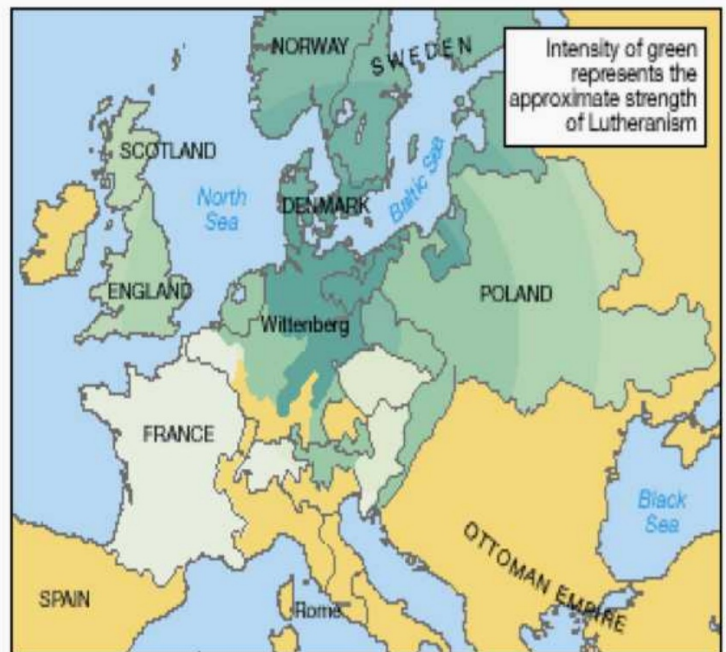 NORWAY
SWEDEN
Intensity of green
represents the
approximate strength
of Lutheranism
SCOTLAND
North
Sea
DENMARK
Baltic Sea
ENGLAND
Wittenberg
POLAND
FRANCE
Black
Sea
OTTOMAN EMPIRE
SPAIN
Rome